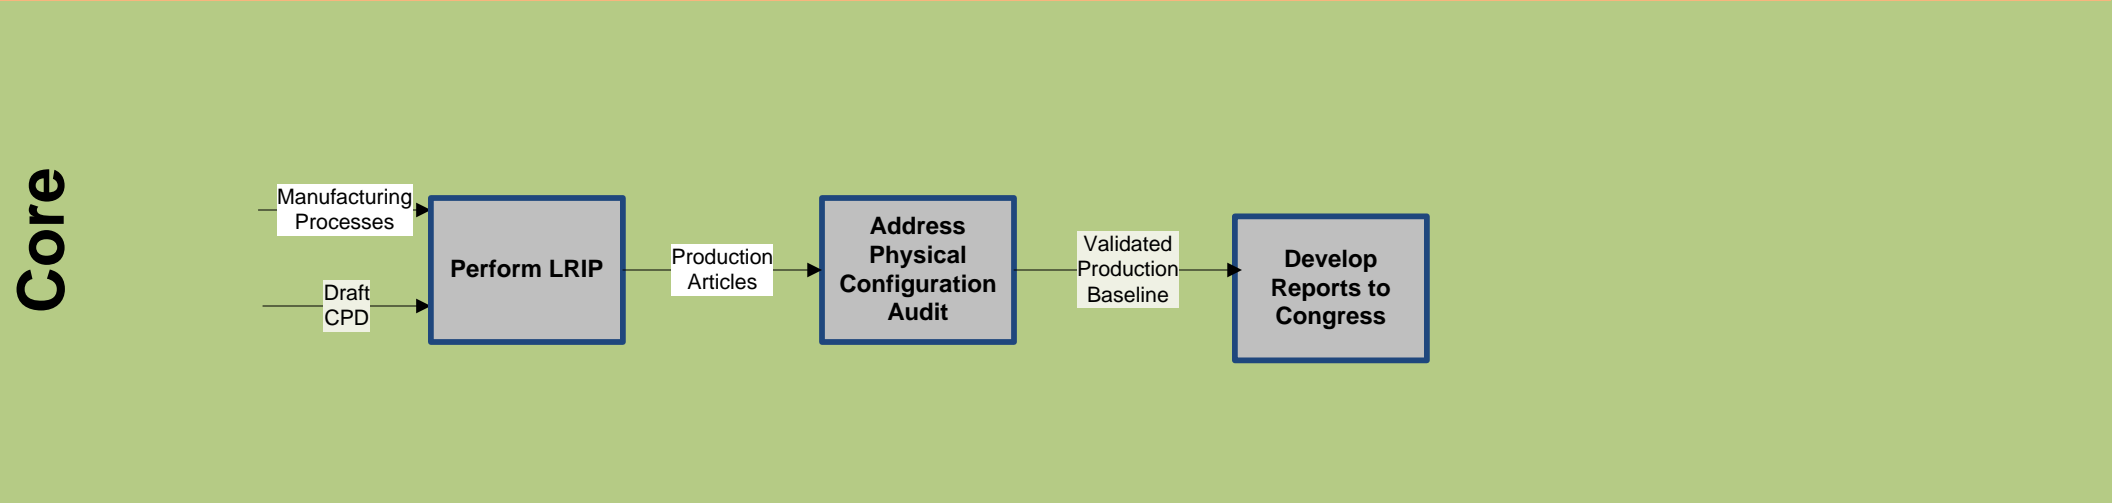 Core
Manufacturing
Processes
Draft
CPD
Perform LRIP
Production
Articles
Address
Physical
Configuration
Audit
Validated
Production
Baseline
Develop
Reports to
Congress